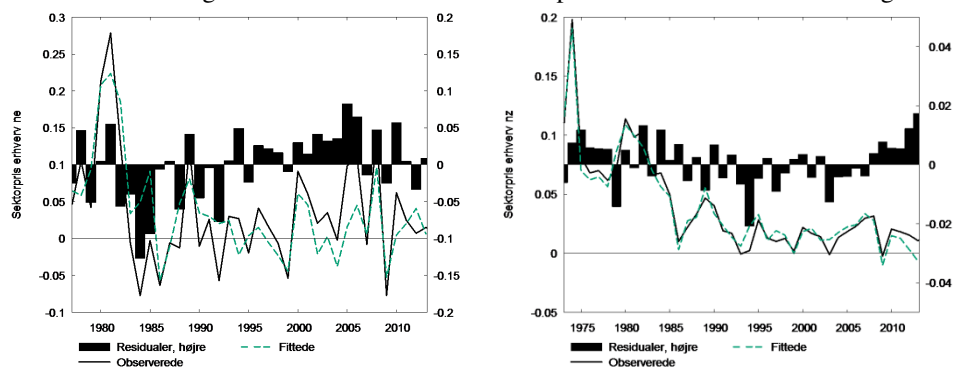 Sektorpris erhverv ne
0.3
0.25
0.2
0.15
0.1
0.05
0
-0.05
-0.1
0.2
0.15
0.1
0.05
0
-0.05
-0.1
-0.15
-0.2
1980 1985 1990 1995 2000 2005 2010
Residualer, højre
Fittede
Observerede
Sektorpris erhverv nz
0.2
0.15
0.1
0.05
0
-0.05
0.04
0.02
0
-0.02
-0.04
1975 1980 1985 1990 1995 2000 2005 2010
Residualer, højre
Fittede
Observerede